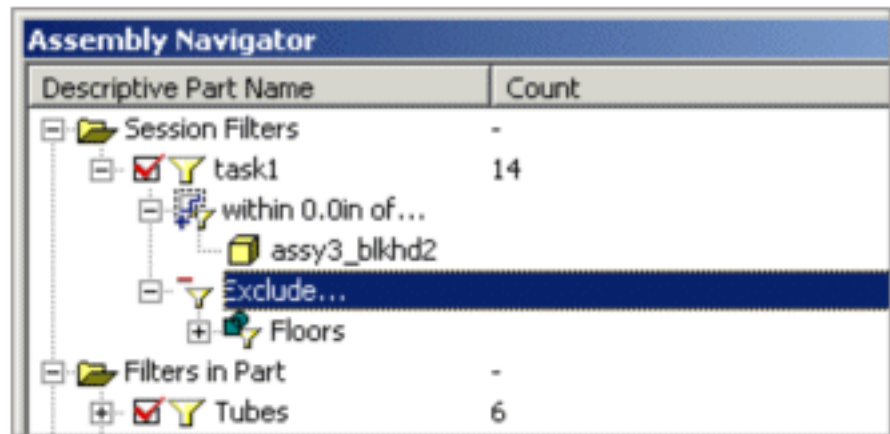 Assembly Navigator
Descriptive Part Name Count
Session Filters -
task1 14
within 0.0in of...
assy3_blkhd2
Exclude...
Floors
Filters in Part -
Tubes 6